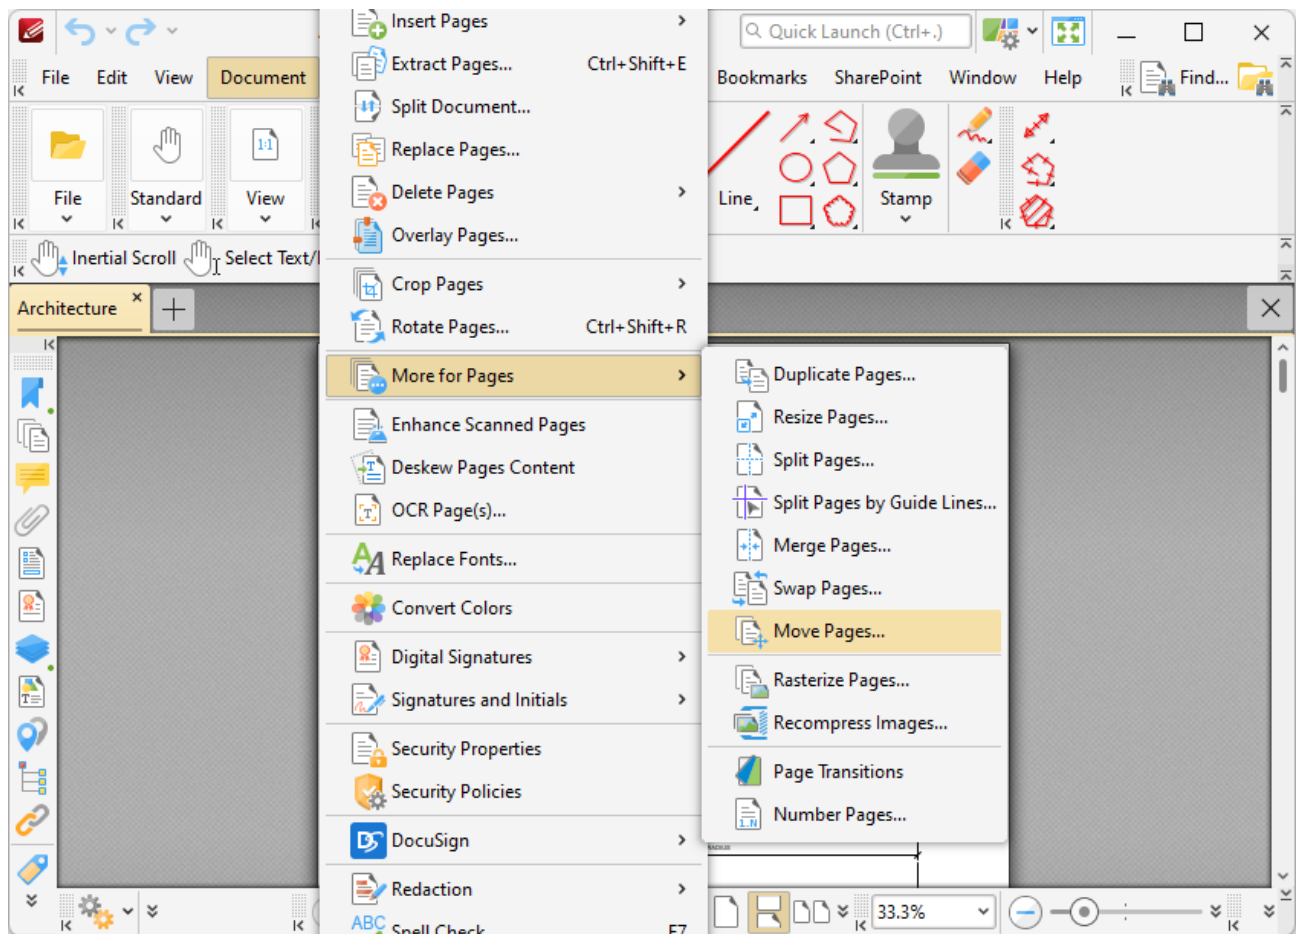 Quick Launch (Ctrl+.)
File
Edit
View
Document
Bookmarks
SharePoint
Window
Help
Find...
File
Standard
1:1
View
Line
Stamp
Inertial Scroll
Select Text/
Architecture
Insert Pages
Extract Pages... Ctrl+Shift+E
Split Document...
Replace Pages...
Delete Pages
Overlay Pages...
Crop Pages
Rotate Pages... Ctrl+Shift+R
More for Pages
Enhance Scanned Pages
Deskew Pages Content
OCR Page(s)...
Replace Fonts...
Convert Colors
Digital Signatures
Signatures and Initials
Security Properties
Security Policies
DocuSign
Redaction
ABC Spell Check F7
Duplicate Pages...
Resize Pages...
Split Pages...
Split Pages by Guide Lines...
Merge Pages...
Swap Pages...
Move Pages...
Rasterize Pages...
Recompress Images...
Page Transitions
1.N Number Pages...
RADIUS
33.3%